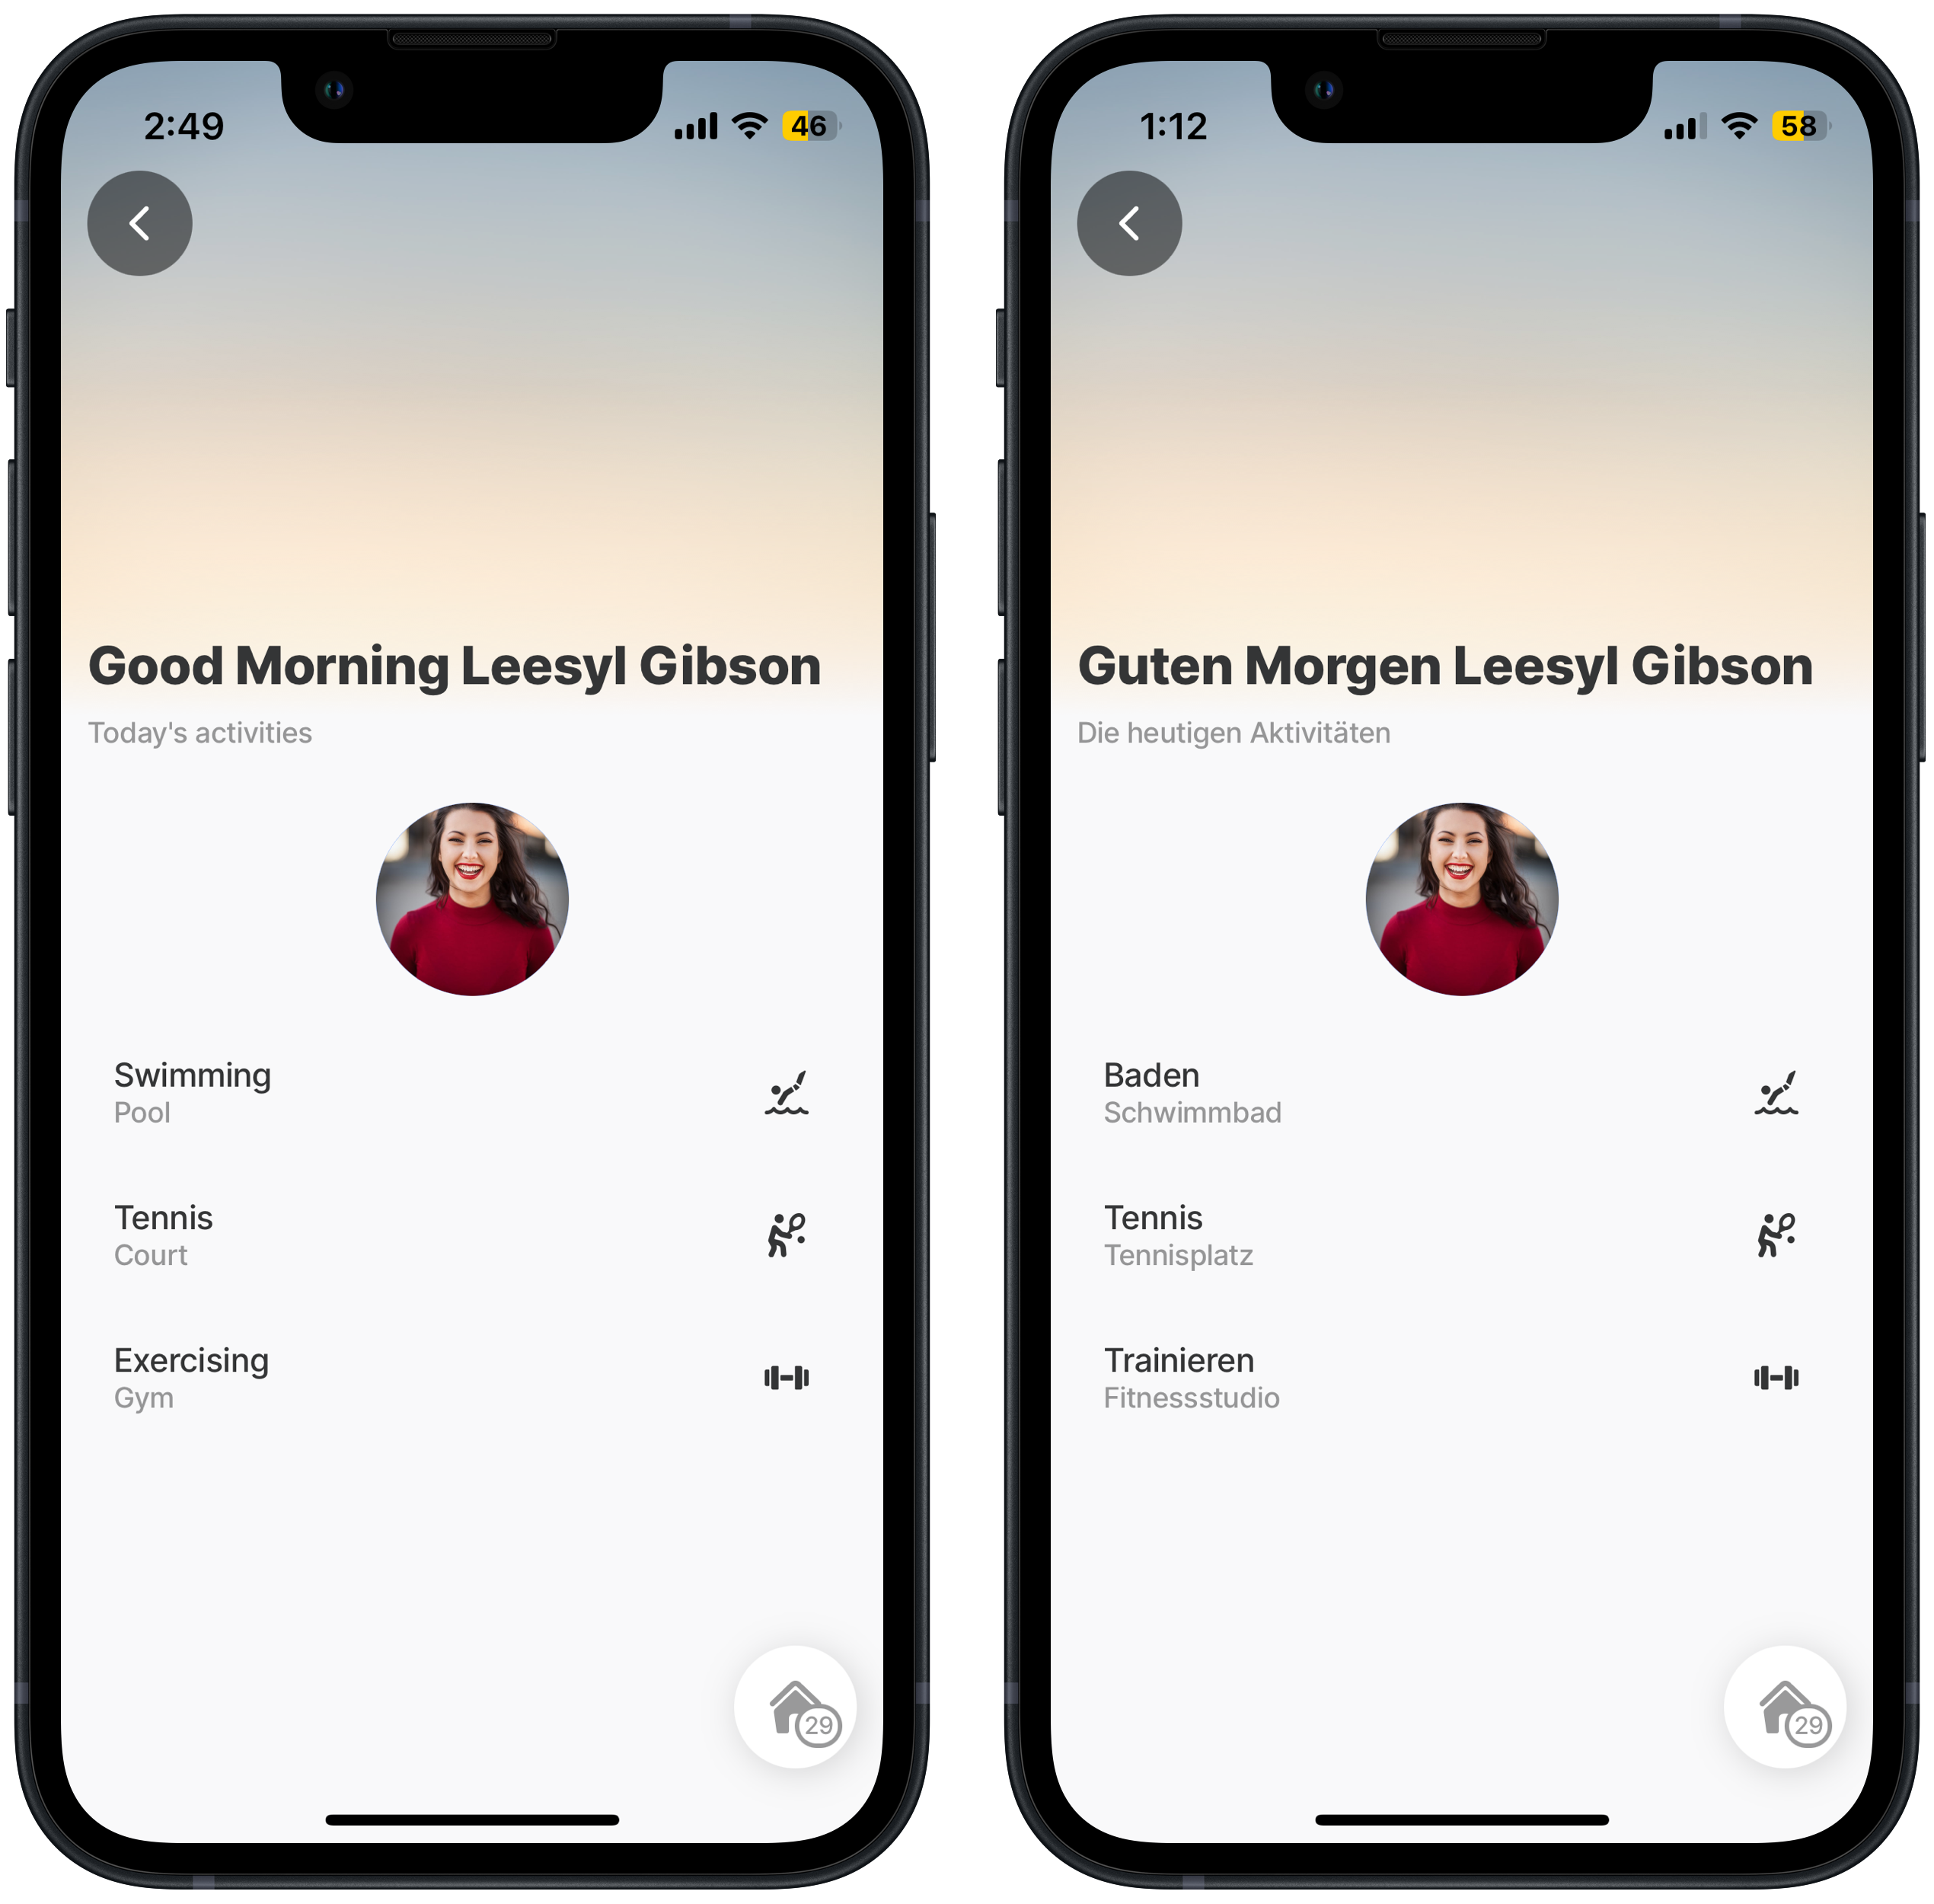 2:49
46
Good Morning Leesyl Gibson
Today's activities
Swimming
Pool
Tennis
Court
Exercising
Gym
29
1:12
58
Guten Morgen Leesyl Gibson
Die heutigen Aktivitäten
Baden
Schwimmbad
Tennis
Tennisplatz
Trainieren
Fitnessstudio
29